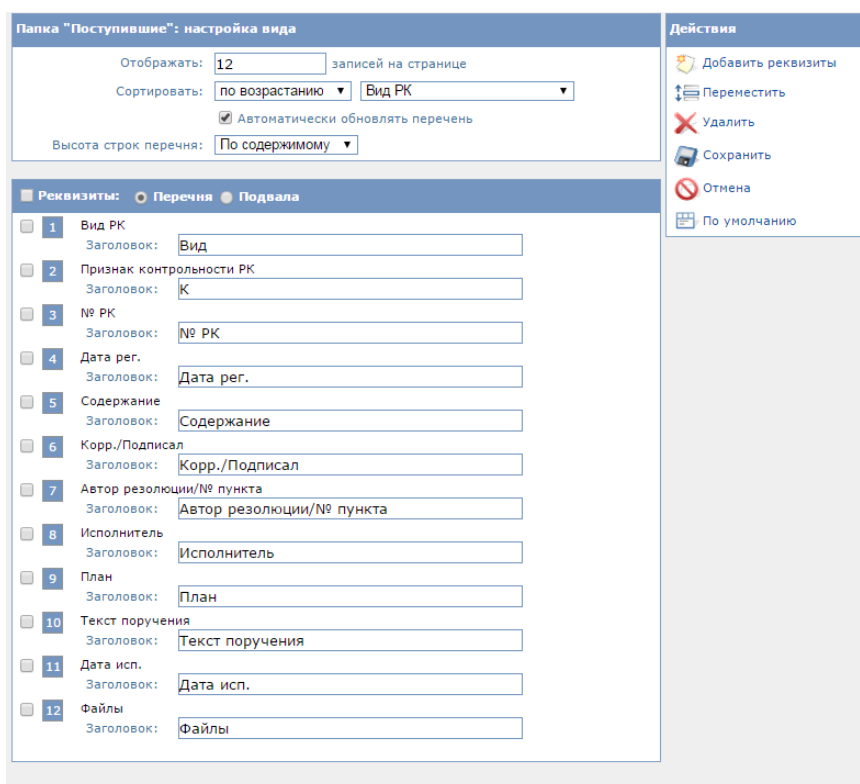 Папка "Поступившие": настройка вида
Отображать: 12 записей на странице
Сортировать: по возрастанию Вид РК
Автоматически обновлять перечень
Высота строк перечня: По содержимому
Реквизиты: Перечня Подвала
1 Вид РК
Заголовок: Вид
2 Признак контрольности РК
Заголовок: К
3 № РК
Заголовок: № РК
4 Дата рег.
Заголовок: Дата рег.
5 Содержание
Заголовок: Содержание
6 Корр./Подписал
Заголовок: Корр./Подписал
7 Автор резолюции/№ пункта
Заголовок: Автор резолюции/№ пункта
8 Исполнитель
Заголовок: Исполнитель
9 План
Заголовок: План
10 Текст поручения
Заголовок: Текст поручения
11 Дата исп.
Заголовок: Дата исп.
12 Файлы
Заголовок: Файлы
Действия
Добавить реквизиты
Переместить
Удалить
Сохранить
Отмена
По умолчанию